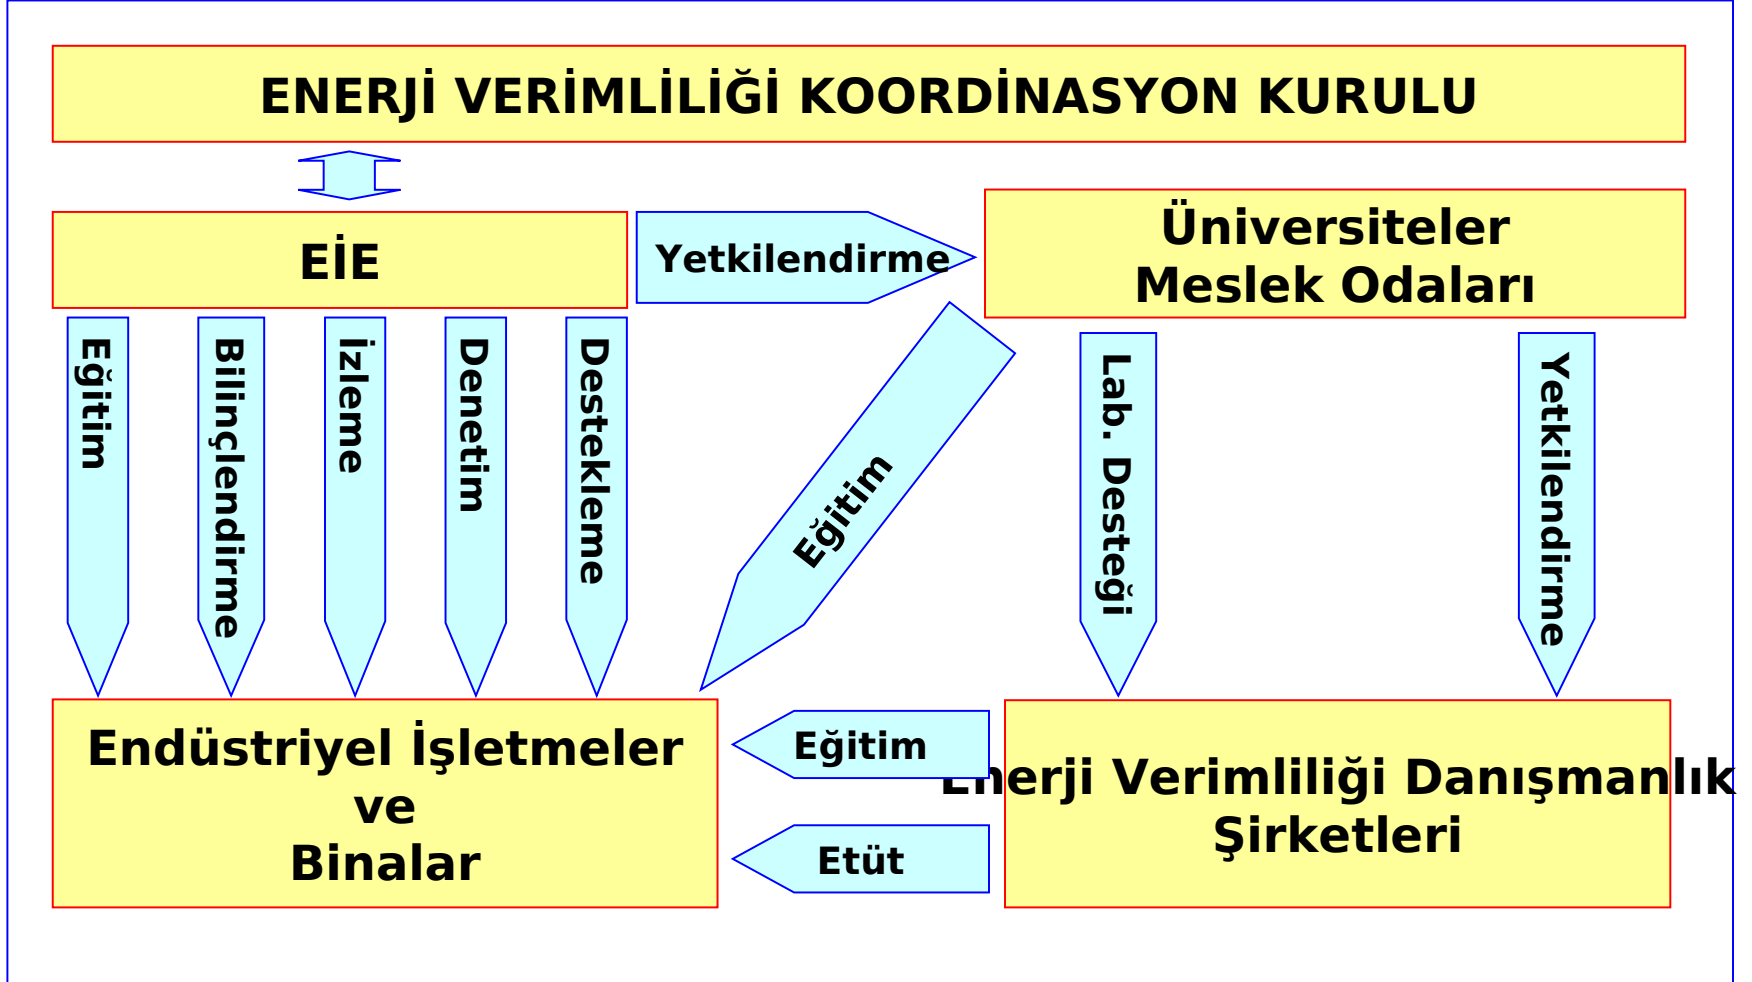 ENERJİ VERİMLİLİĞİ KOORDİNASYON KURULU
EİE
Yetkilendirme
Üniversiteler
Meslek Odaları
Eğitim
Bilinçlendirme
İzleme
Denetim
Destekleme
Eğitim
Lab. Desteği
Yetkilendirme
Endüstriyel İşletmeler
ve
Binalar
Eğitim
Etüt
Enerji Verimliliği Danışmanlık
Şirketleri